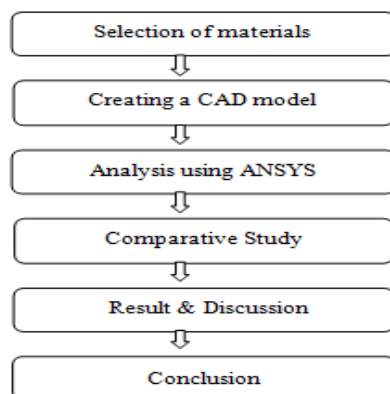 Selection of materials
Creating a CAD model
Analysis using ANSYS
Comparative Study
Result & Discussion
Conclusion